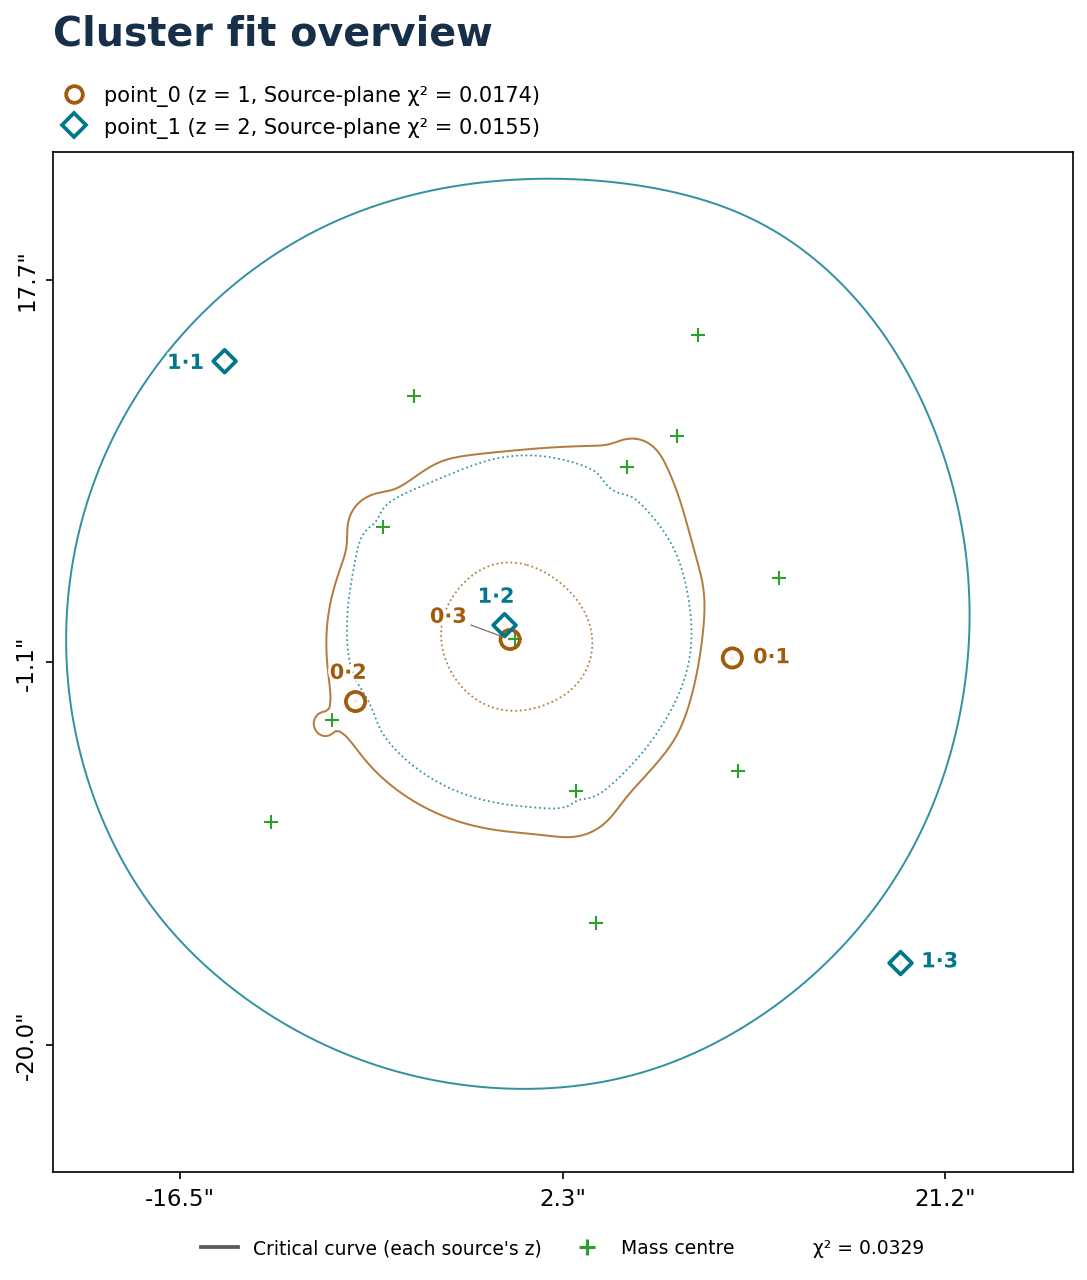 Cluster fit overview
point_0 (z = 1, Source-plane χ² = 0.0174)
point_1 (z = 2, Source-plane χ² = 0.0155)
17.7"
1·1
1·2
0·3
-1.1"
0·1
0·2
1·3
-20.0"
-16.5" 2.3" 21.2"
Critical curve (each source's z) Mass centre χ² = 0.0329